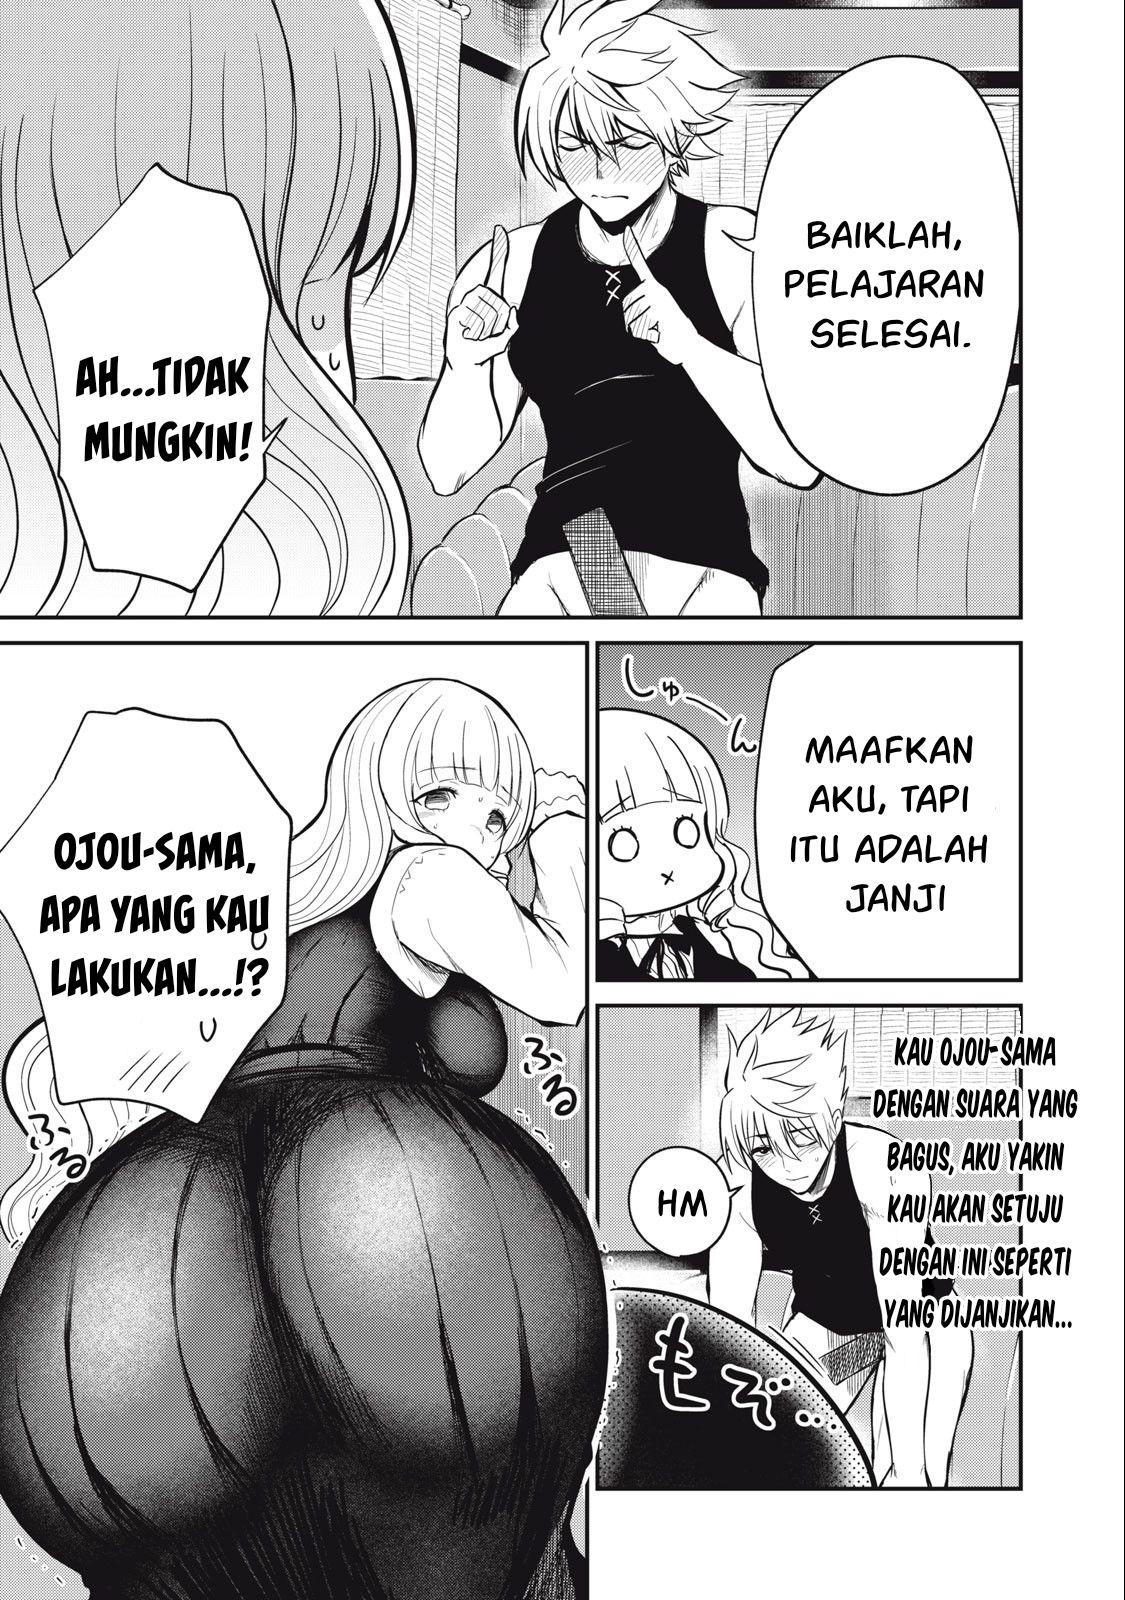 BAIKLAH,
PELAJARAN
SELESAI.
AH...TIDAK
MUNGKIN!
しゅーん
MAAFKAN
AKU, TAPI
ITU ADALAH
JANJI
KAU OJOU-SAMA
DENGAN SUARA YANG
BAGUS, AKU YAKIN
KAU AKAN SETUJU
DENGAN INI SEPERTI
YANG DIJANJIKAN...
HM
もぞ..
OJOU-SAMA,
APA YANG KAU
LAKUKAN...!?
ふる
ふる